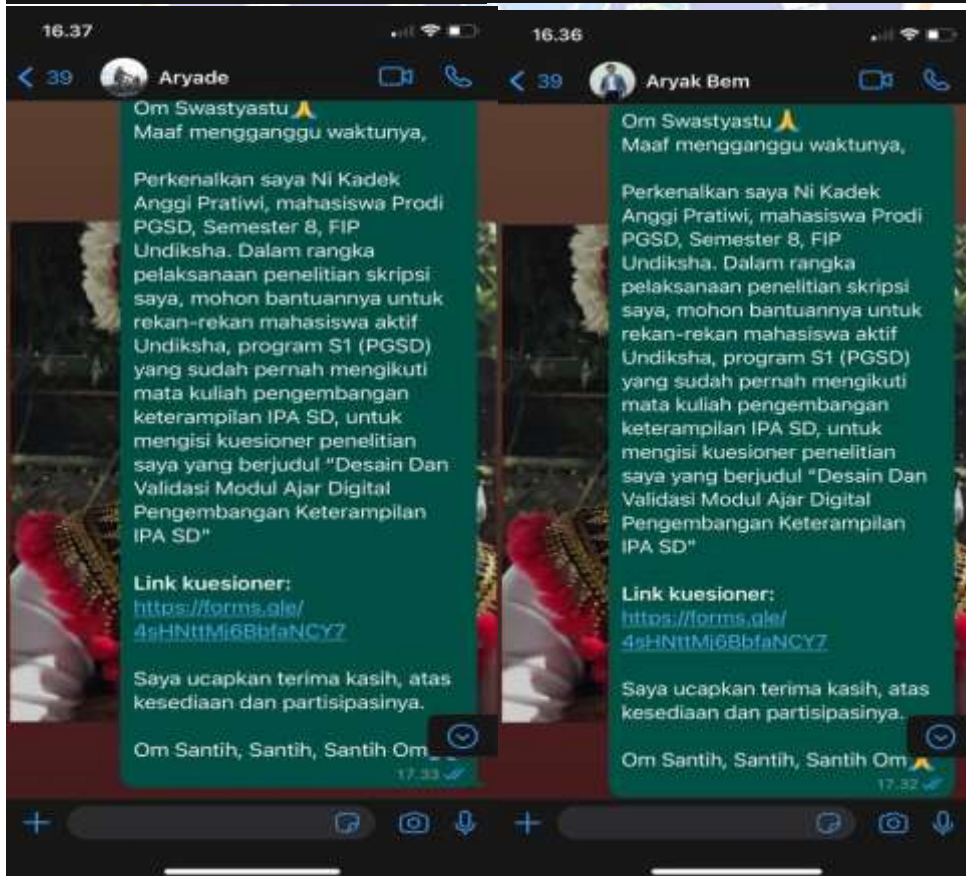 16.37
39 Aryade
Om Swastyastu🙏
Maaf mengganggu waktunya,
Perkenalkan saya Ni Kadek
Anggi Pratiwi, mahasiswa Prodi
PGSD, Semester 8, FIP
Undiksha. Dalam rangka
pelaksanaan penelitian skripsi
saya, mohon bantuannya untuk
rekan-rekan mahasiswa aktif
Undiksha, program S1 (PGSD)
yang sudah pernah mengikuti
mata kuliah pengembangan
keterampilan IPA SD, untuk
mengisi kuesioner penelitian
saya yang berjudul "Desain Dan
Validasi Modul Ajar Digital
Pengembangan Keterampilan
IPA SD"
Link kuesioner:
https://forms.gle/
4sHNttMj6BbfaNCY7
Saya ucapkan terima kasih, atas
kesediaan dan partisipasinya.
Om Santih, Santih, Santih Om
17.33
16.36
39 Aryak Bem
Om Swastyastu🙏
Maaf mengganggu waktunya,
Perkenalkan saya Ni Kadek
Anggi Pratiwi, mahasiswa Prodi
PGSD, Semester 8, FIP
Undiksha. Dalam rangka
pelaksanaan penelitian skripsi
saya, mohon bantuannya untuk
rekan-rekan mahasiswa aktif
Undiksha, program S1 (PGSD)
yang sudah pernah mengikuti
mata kuliah pengembangan
keterampilan IPA SD, untuk
mengisi kuesioner penelitian
saya yang berjudul "Desain Dan
Validasi Modul Ajar Digital
Pengembangan Keterampilan
IPA SD"
Link kuesioner:
https://forms.gle/
4sHNttMj6BbfaNCY7
Saya ucapkan terima kasih, atas
kesediaan dan partisipasinya.
Om Santih, Santih, Santih Om🙏
17.32